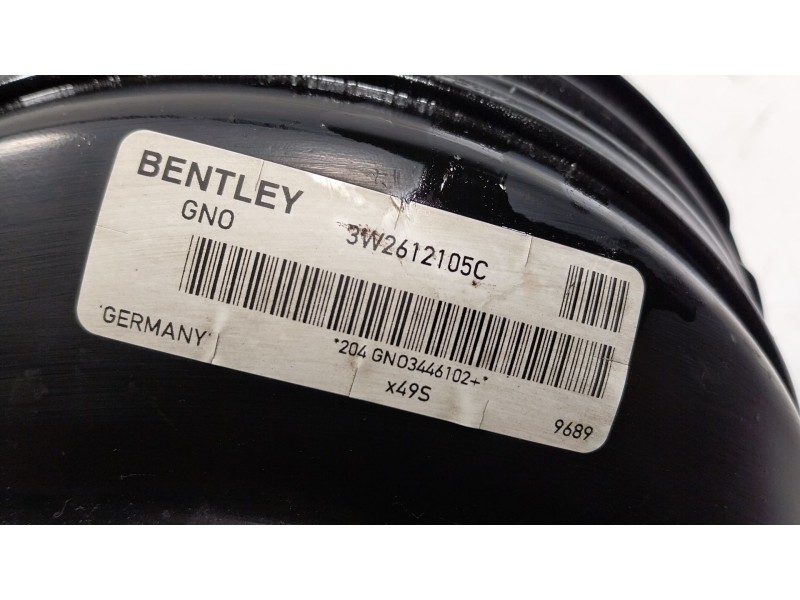 BENTLEY
GNO 3W2612105C
*204 GNO3446102+*
'GERMANY'
x49S
9689